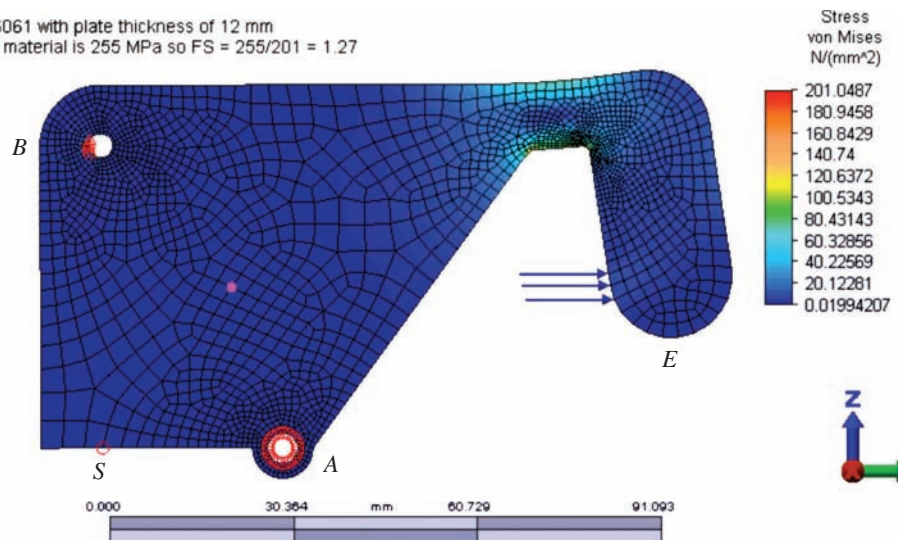 6061 with plate thickness of 12 mm
material is 255 MPa so FS = 255/201 = 1.27
Stress
von Mises
N/(mm^2)
201.0487
180.9458
160.8429
140.74
120.6372
100.5343
80.43143
60.32856
40.22569
20.12281
0.01994207
B
E
S
A
Z
0.000 30.364 mm 60.729 91.093